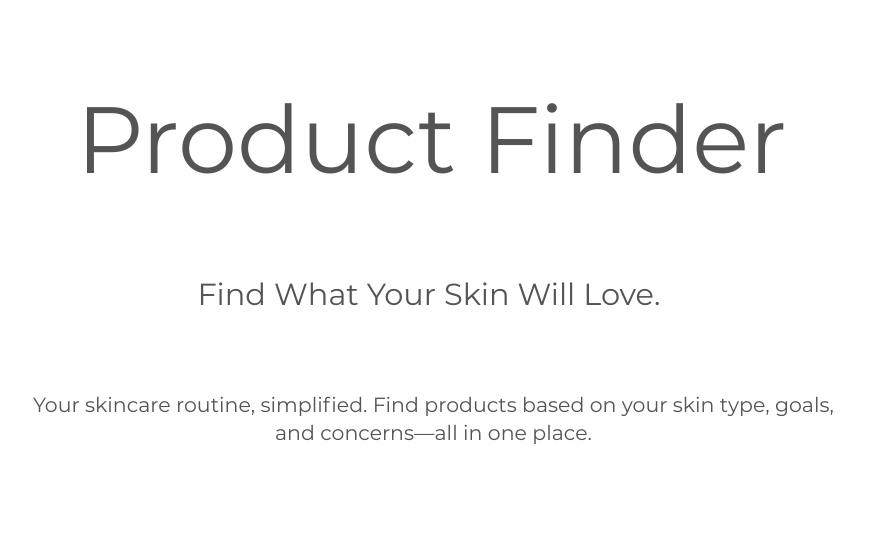 Product Finder
Find What Your Skin Will Love.
Your skincare routine, simplified. Find products based on your skin type, goals,
and concerns—all in one place.